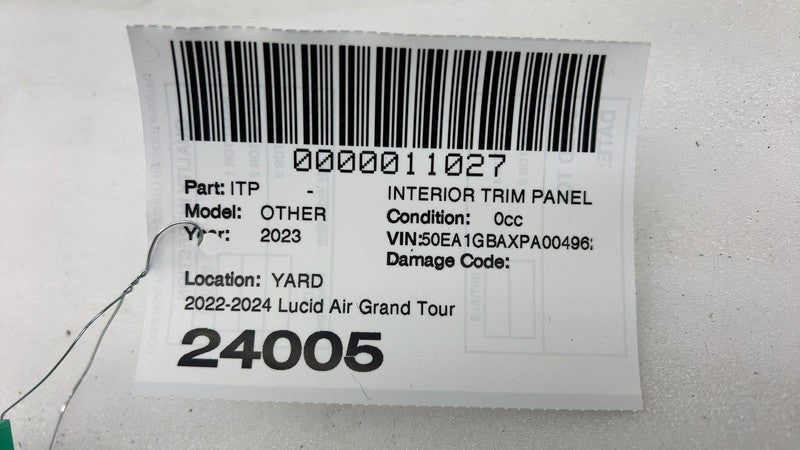 0000011027
Part: ITP - INTERIOR TRIM PANEL
Model: OTHER Condition: 0cc
Year: 2023 VIN:50EA1GBAXPA00496
Damage Code:
Location: YARD
2022-2024 Lucid Air Grand Tour
24005